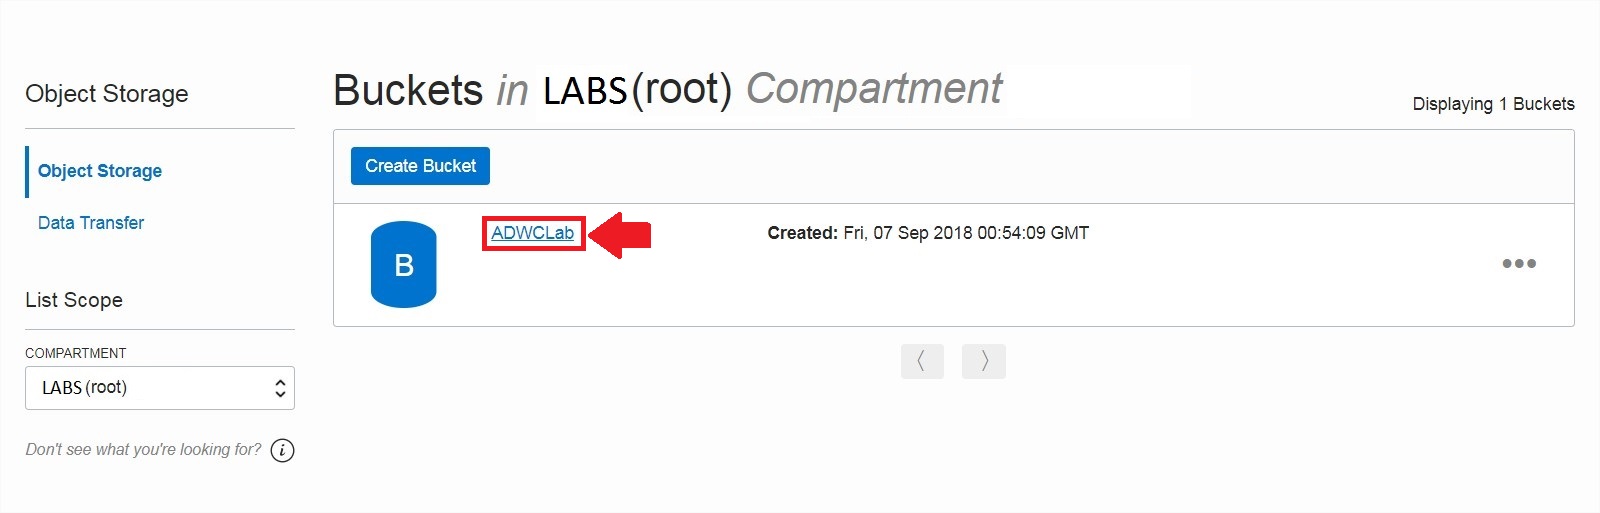 Object Storage
Object Storage
Data Transfer
List Scope
COMPARTMENT
LABS (root)
Don't see what you're looking for? i
Buckets in LABS (root) Compartment
Displaying 1 Buckets
Create Bucket
B
ADWCLab
Created: Fri, 07 Sep 2018 00:54:09 GMT